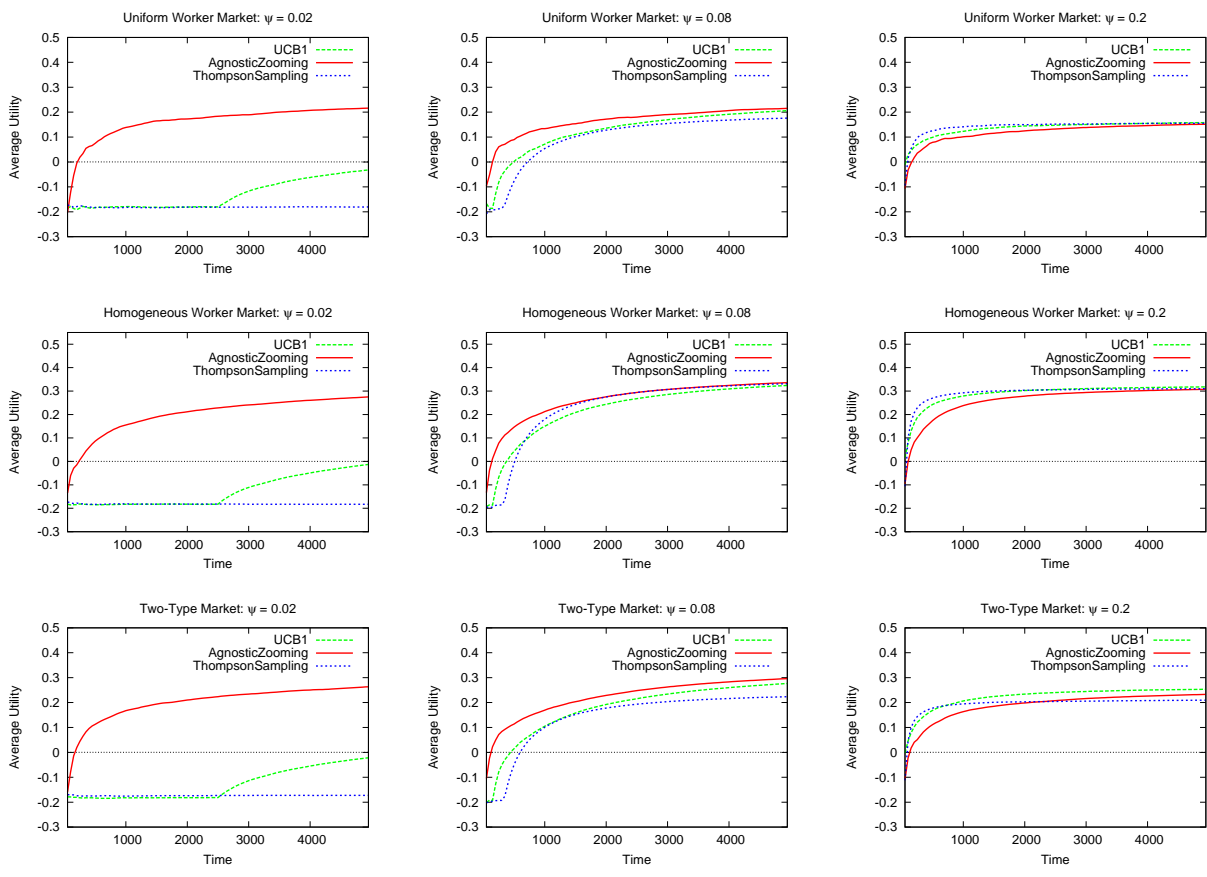 Uniform Worker Market: ψ = 0.02
0.5
0.4
0.3
0.2
0.1
0
-0.1
-0.2
-0.3
Average Utility
UCB1
AgnosticZooming
ThompsonSampling
1000 2000 3000 4000
Time
Uniform Worker Market: ψ = 0.08
0.5
0.4
0.3
0.2
0.1
0
-0.1
-0.2
-0.3
Average Utility
UCB1
AgnosticZooming
ThompsonSampling
1000 2000 3000 4000
Time
Uniform Worker Market: ψ = 0.2
0.5
0.4
0.3
0.2
0.1
0
-0.1
-0.2
-0.3
Average Utility
UCB1
AgnosticZooming
ThompsonSampling
1000 2000 3000 4000
Time
Homogeneous Worker Market: ψ = 0.02
0.5
0.4
0.3
0.2
0.1
0
-0.1
-0.2
-0.3
Average Utility
UCB1
AgnosticZooming
ThompsonSampling
1000 2000 3000 4000
Time
Homogeneous Worker Market: ψ = 0.08
0.5
0.4
0.3
0.2
0.1
0
-0.1
-0.2
-0.3
Average Utility
UCB1
AgnosticZooming
ThompsonSampling
1000 2000 3000 4000
Time
Homogeneous Worker Market: ψ = 0.2
0.5
0.4
0.3
0.2
0.1
0
-0.1
-0.2
-0.3
Average Utility
UCB1
AgnosticZooming
ThompsonSampling
1000 2000 3000 4000
Time
Two-Type Market: ψ = 0.02
0.5
0.4
0.3
0.2
0.1
0
-0.1
-0.2
-0.3
Average Utility
UCB1
AgnosticZooming
ThompsonSampling
1000 2000 3000 4000
Time
Two-Type Market: ψ = 0.08
0.5
0.4
0.3
0.2
0.1
0
-0.1
-0.2
-0.3
Average Utility
UCB1
AgnosticZooming
ThompsonSampling
1000 2000 3000 4000
Time
Two-Type Market: ψ = 0.2
0.5
0.4
0.3
0.2
0.1
0
-0.1
-0.2
-0.3
Average Utility
UCB1
AgnosticZooming
ThompsonSampling
1000 2000 3000 4000
Time